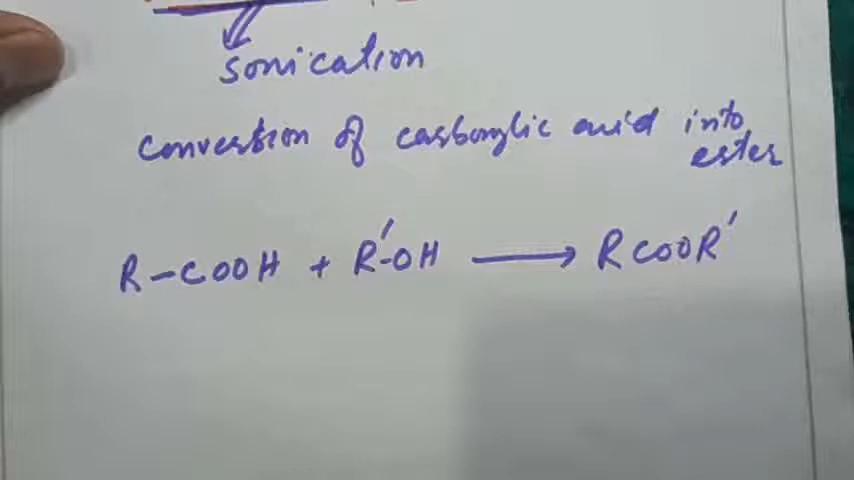 sonication
conversion of carboxylic acid into
ester
R-COOH + R'-OH ⟶ RCOOR'